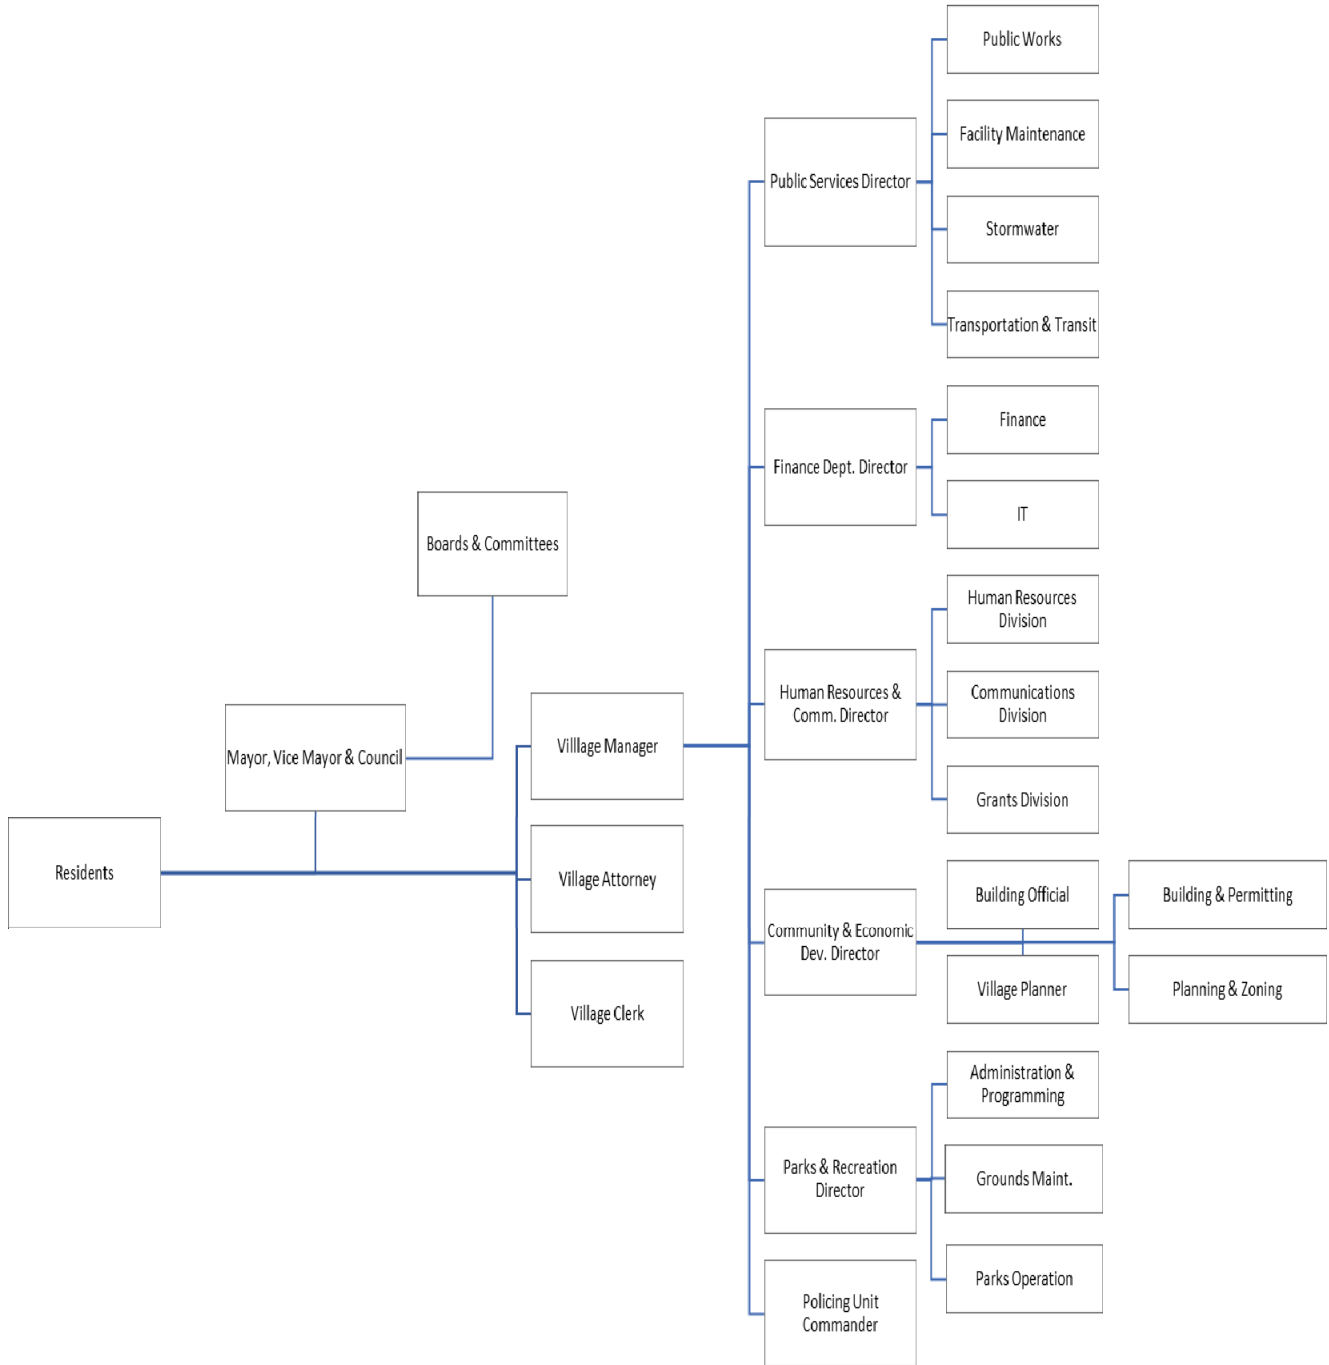 Residents
Mayor, Vice Mayor & Council
Boards & Committees
Villlage Manager
Village Attorney
Village Clerk
Public Services Director
Public Works
Facility Maintenance
Stormwater
Transportation & Transit
Finance Dept. Director
Finance
IT
Human Resources &
Comm. Director
Human Resources
Division
Communications
Division
Grants Division
Community & Economic
Dev. Director
Building Official
Village Planner
Building & Permitting
Planning & Zoning
Parks & Recreation
Director
Administration &
Programming
Grounds Maint.
Parks Operation
Policing Unit
Commander